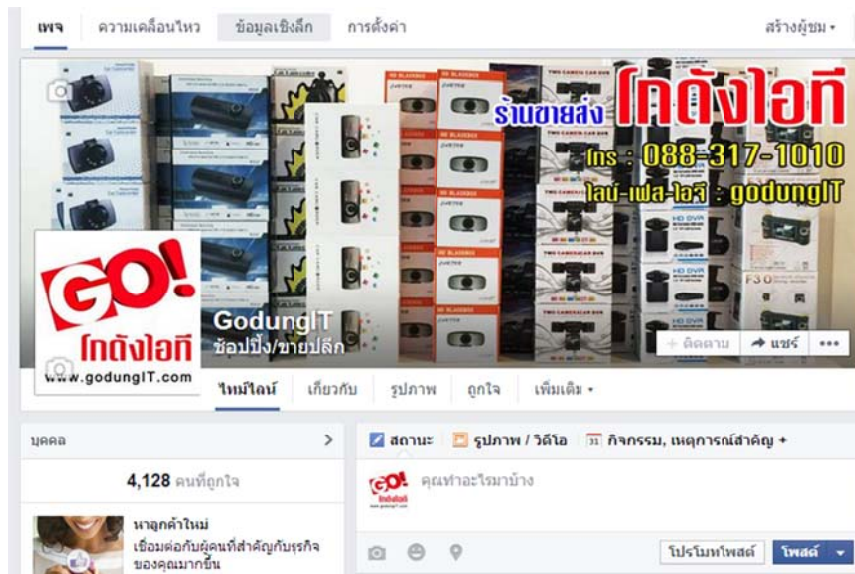 เพจ ความเคลื่อนไหว ข้อมูลเชิงลึก การตั้งค่า สร้างผู้ชม
ร้านขายส่ง โกดังไอที
โทร : 088-317-1010
ไลน์-เฟส-ไอจี : godungIT
GO!
โกดังไอที
www.godungIT.com
GodungIT
ช้อปปิ้ง/ขายปลีก
+ ติดตาม แชร์ •••
ไทม์ไลน์ เกี่ยวกับ รูปภาพ ถูกใจ เพิ่มเติม
บุคคล >
4,128 คนที่ถูกใจ
หาลูกค้าใหม่
เชื่อมต่อกับผู้คนที่สำคัญกับธุรกิจ
ของคุณมากขึ้น
สถานะ รูปภาพ / วิดีโอ 31 กิจกรรม, เหตุการณ์สำคัญ +
GO!
โกดังไอที
คุณทำอะไรมาบ้าง
โปรโมทโพสต์ โพสต์